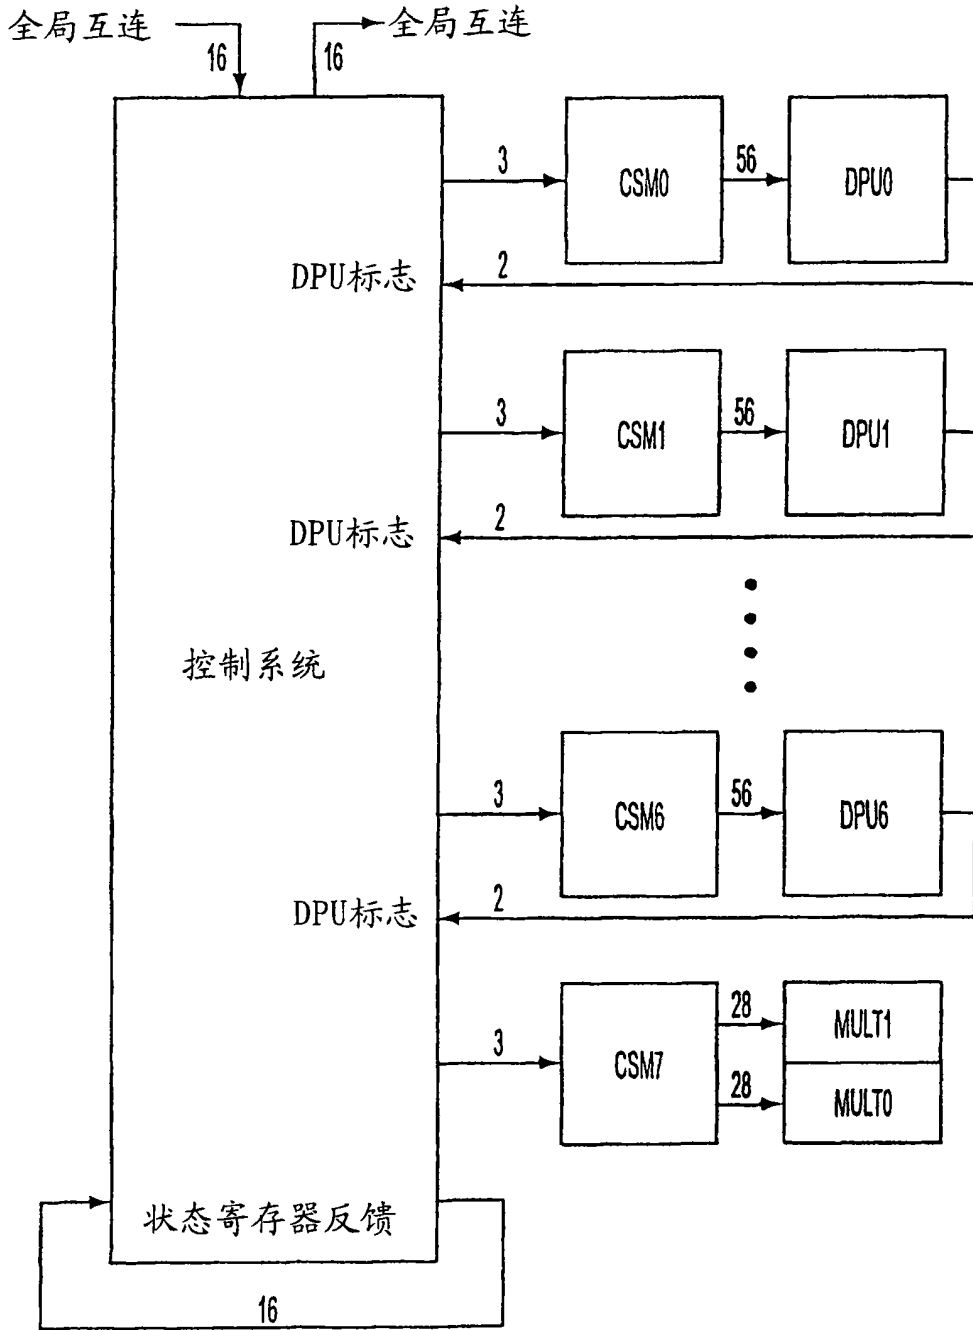 全局互连
全局互连
16
16
3
CSM0
56
DPU0
DPU标志
2
3
CSM1
56
DPU1
DPU标志
2
控制系统
3
CSM6
56
DPU6
DPU标志
2
3
CSM7
28
MULT1
28
MULT0
状态寄存器反馈
16